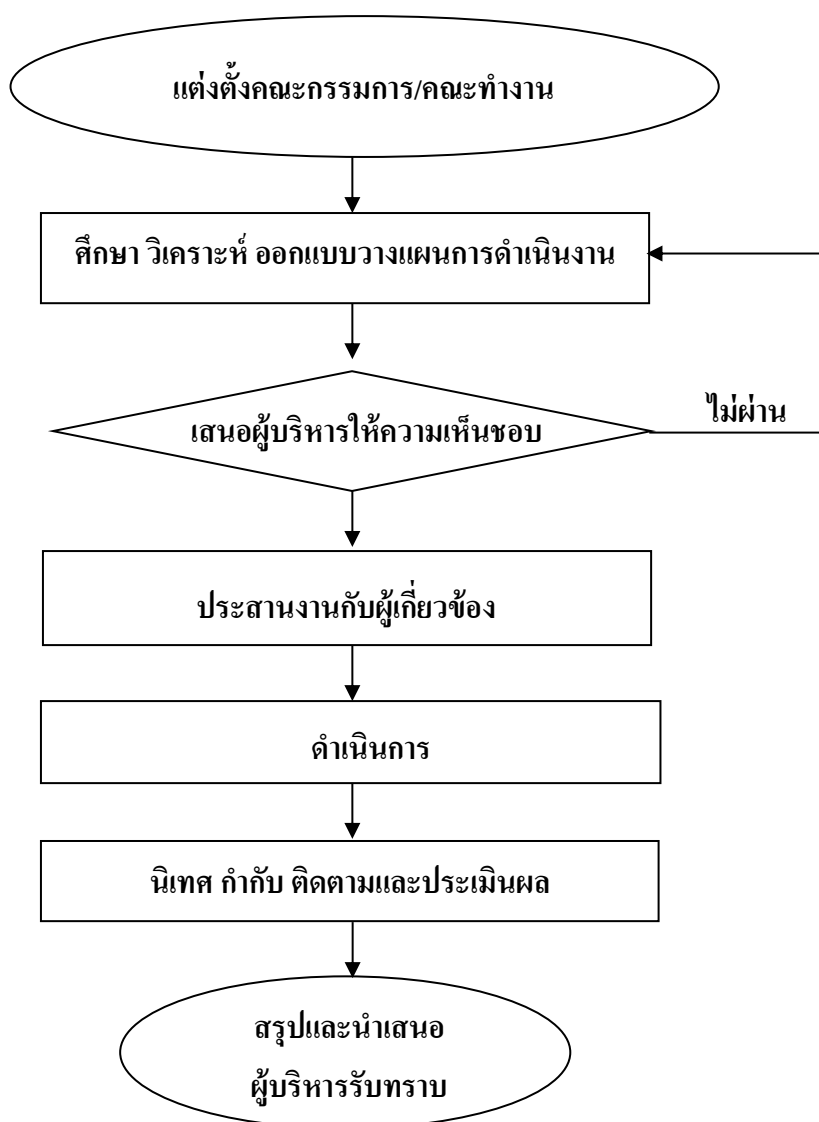 แต่งตั้งคณะกรรมการ/คณะทำงาน
ศึกษา วิเคราะห์ ออกแบบวางแผนการดำเนินงาน
เสนอผู้บริหารให้ความเห็นชอบ
ไม่ผ่าน
ประสานงานกับผู้เกี่ยวข้อง
ดำเนินการ
นิเทศ กำกับ ติดตามและประเมินผล
สรุปและนำเสนอ
ผู้บริหารรับทราบ